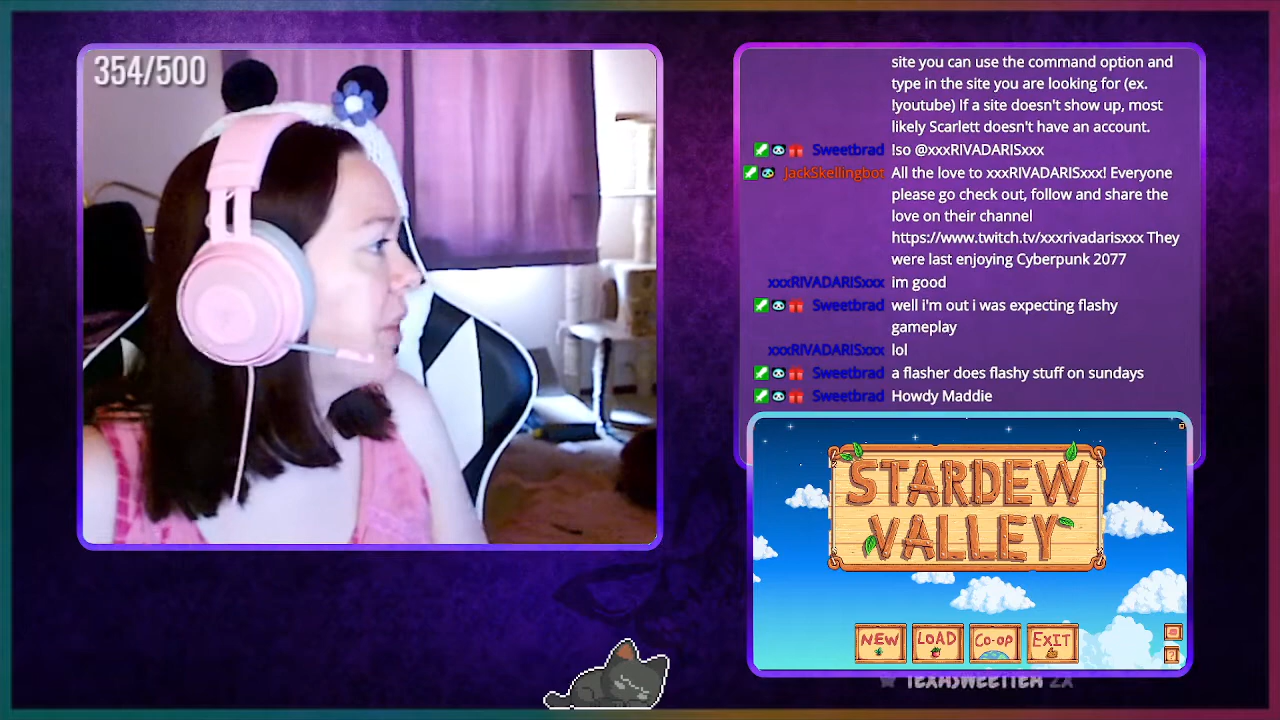 354/500
site you can use the command option and
type in the site you are looking for (ex.
!youtube) If a site doesn't show up, most
likely Scarlett doesn't have an account.
Sweetbrad !so @xxxRIVADARISxxx
JackSkellingbot All the love to xxxRIVADARISxxx! Everyone
please go check out, follow and share the
love on their channel
https://www.twitch.tv/xxxrivadarisxxx They
were last enjoying Cyberpunk 2077
xxxRIVADARISxxx im good
Sweetbrad well i'm out i was expecting flashy
gameplay
xxxRIVADARISxxx lol
Sweetbrad a flasher does flashy stuff on sundays
Sweetbrad Howdy Maddie
STARDEW
VALLEY
NEW LOAD CO-OP EXIT
?
TEXASSWEETTEA 2X